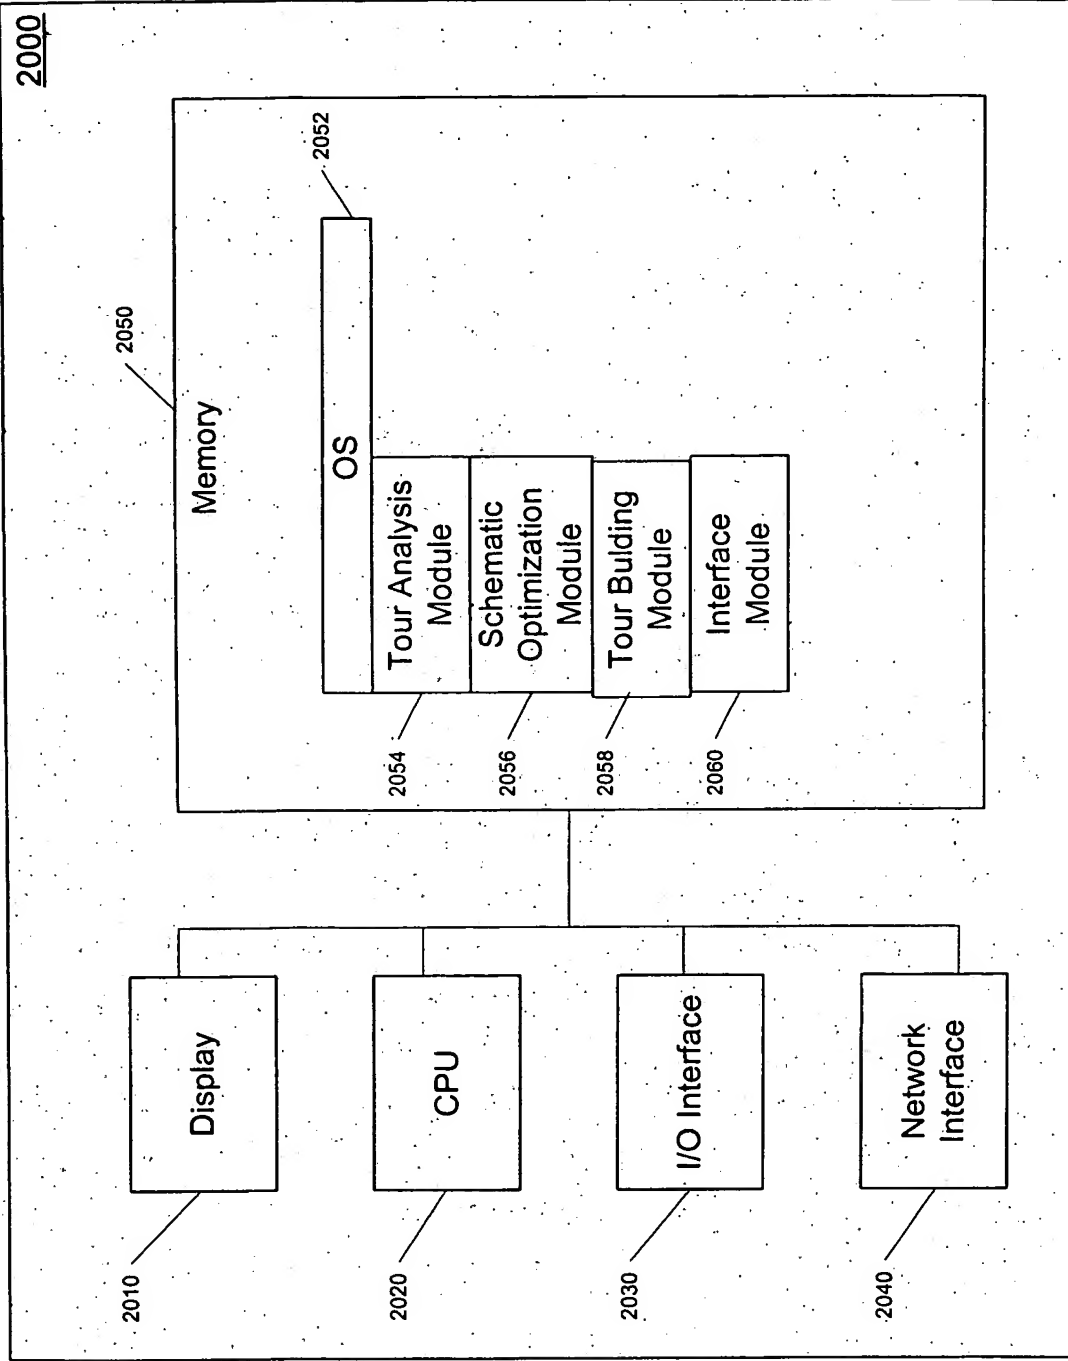 2000
Display
2010
CPU
2020
I/O Interface
2030
Network
Interface
2040
Memory
2050
OS
2052
Tour Analysis
Module
2054
Schematic
Optimization
Module
2056
Tour Bulding
Module
2058
Interface
Module
2060